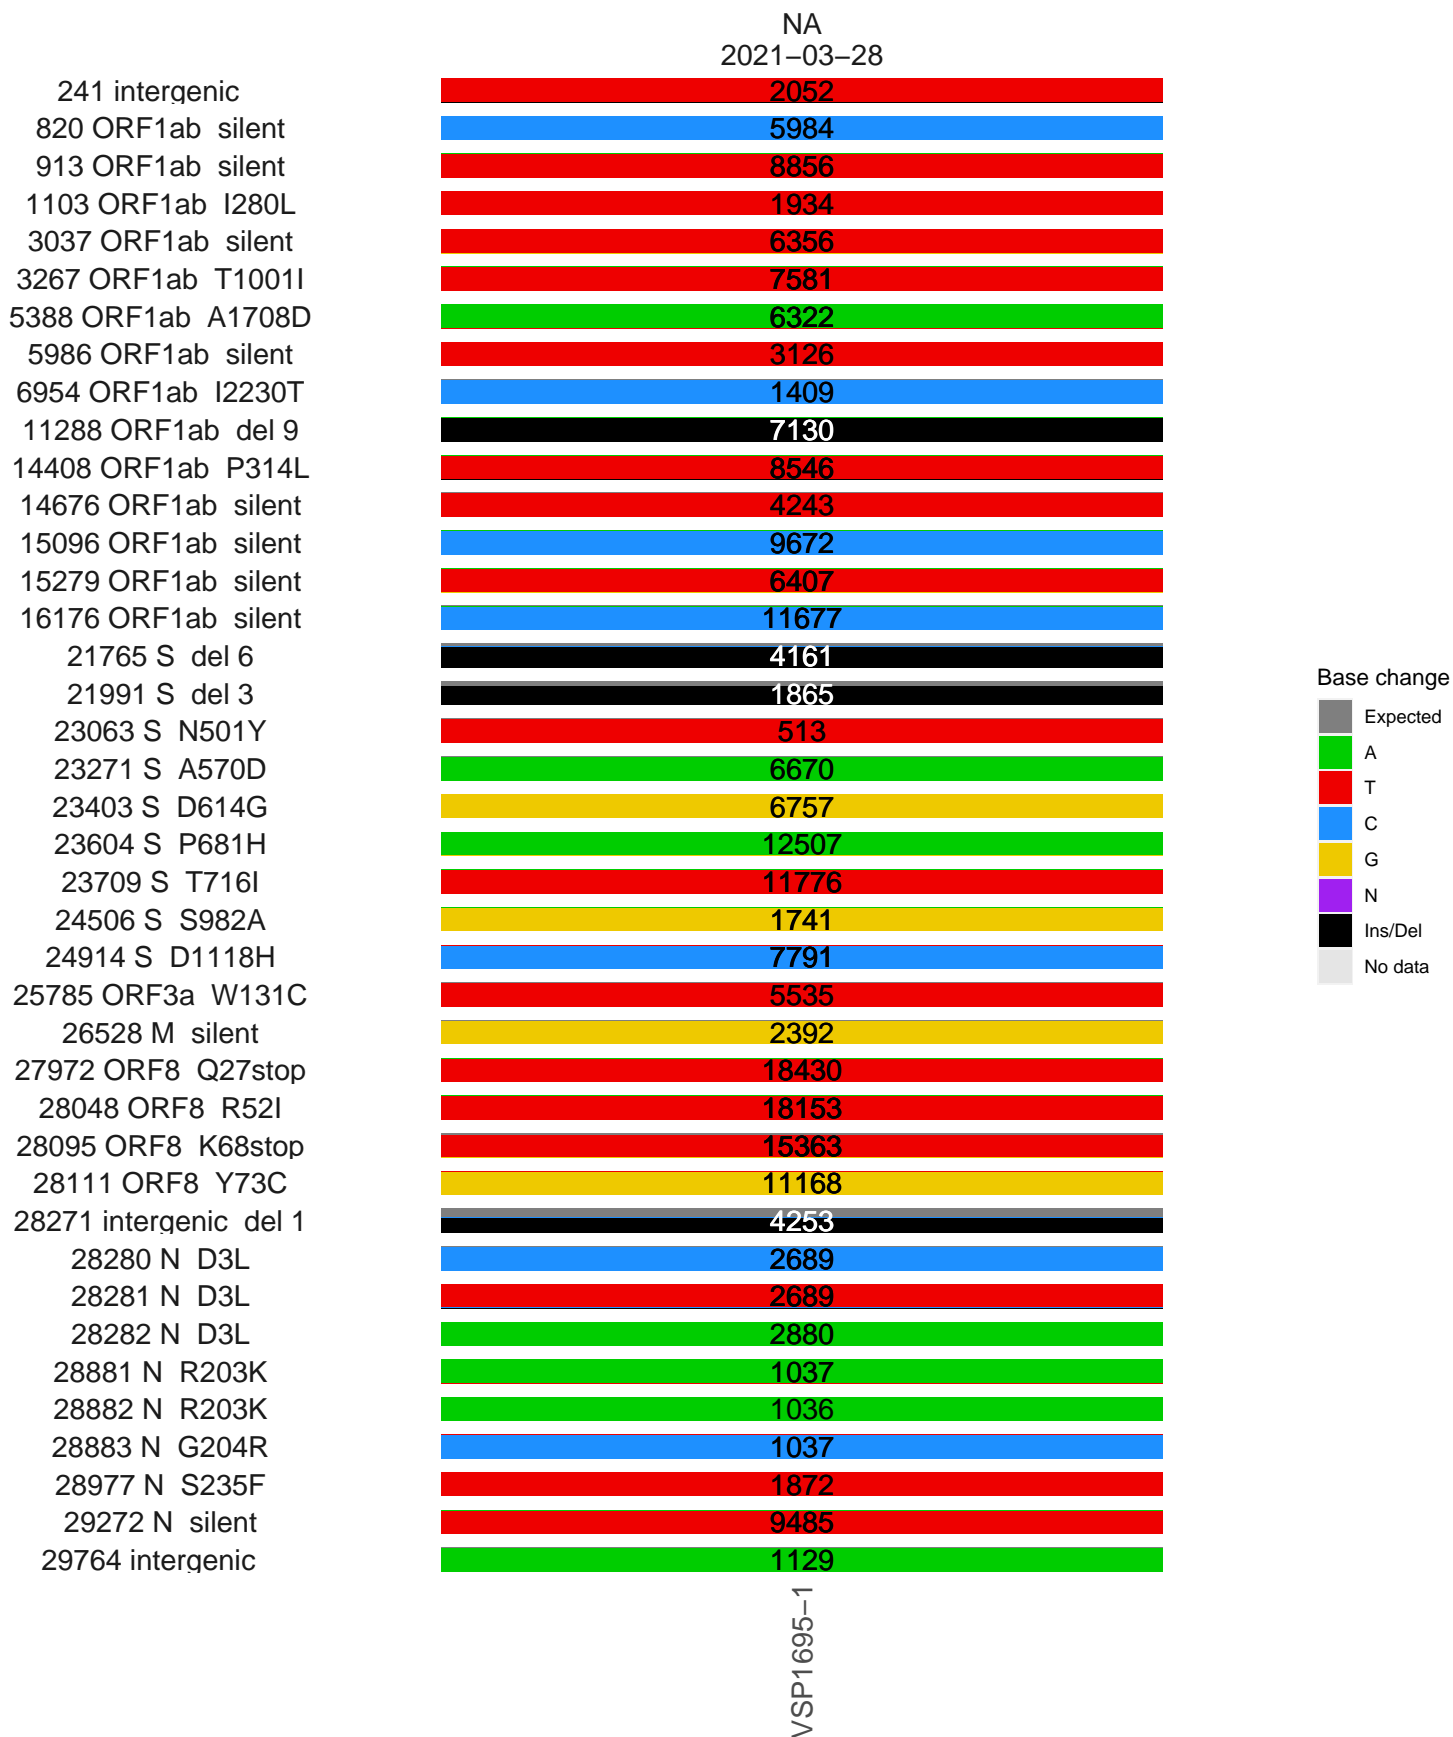 NA
2021−03−28
241 intergenic 2052
820 ORF1ab silent 5984
913 ORF1ab silent 8856
1103 ORF1ab I280L 1934
3037 ORF1ab silent 6356
3267 ORF1ab T1001I 7581
5388 ORF1ab A1708D 6322
5986 ORF1ab silent 3126
6954 ORF1ab I2230T 1409
11288 ORF1ab del 9 7130
14408 ORF1ab P314L 8546
14676 ORF1ab silent 4243
15096 ORF1ab silent 9672
15279 ORF1ab silent 6407
16176 ORF1ab silent 11677
21765 S del 6 4161
21991 S del 3 1865
23063 S N501Y 513
23271 S A570D 6670
23403 S D614G 6757
23604 S P681H 12507
23709 S T716I 11776
24506 S S982A 1741
24914 S D1118H 7791
25785 ORF3a W131C 5535
26528 M silent 2392
27972 ORF8 Q27stop 18430
28048 ORF8 R52I 18153
28095 ORF8 K68stop 15363
28111 ORF8 Y73C 11168
28271 intergenic del 1 4253
28280 N D3L 2689
28281 N D3L 2689
28282 N D3L 2880
28881 N R203K 1037
28882 N R203K 1036
28883 N G204R 1037
28977 N S235F 1872
29272 N silent 9485
29764 intergenic 1129
VSP1695−1
Base change
Expected
A
T
C
G
N
Ins/Del
No data